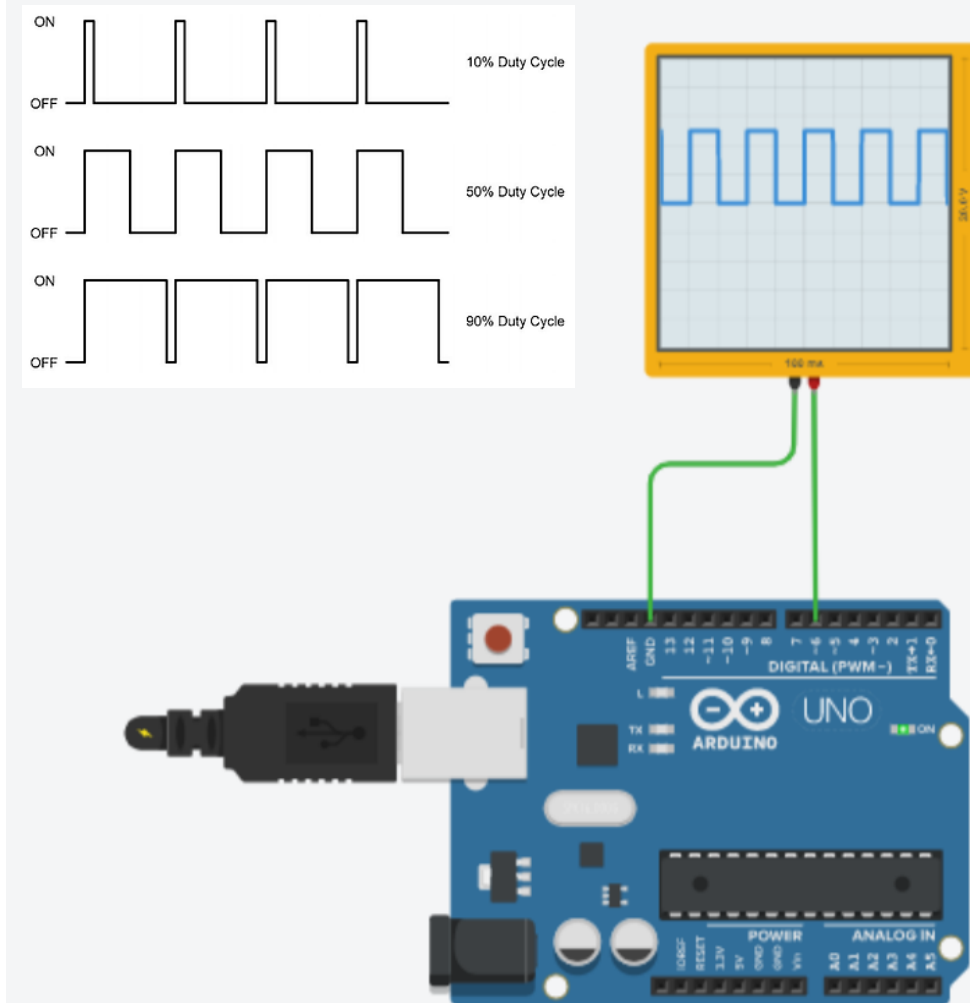 ON
10% Duty Cycle
OFF
ON
50% Duty Cycle
OFF
ON
90% Duty Cycle
OFF
100 ms
AREF
GND
13
12
~11
~10
~9
8
7
~6
~5
4
~3
2
TX→1
RX←0
DIGITAL (PWM~)
L
TX
RX
UNO
ARDUINO
ON
POWER
ANALOG IN
IOREF
RESET
3.3V
5V
GND
GND
Vin
A0
A1
A2
A3
A4
A5